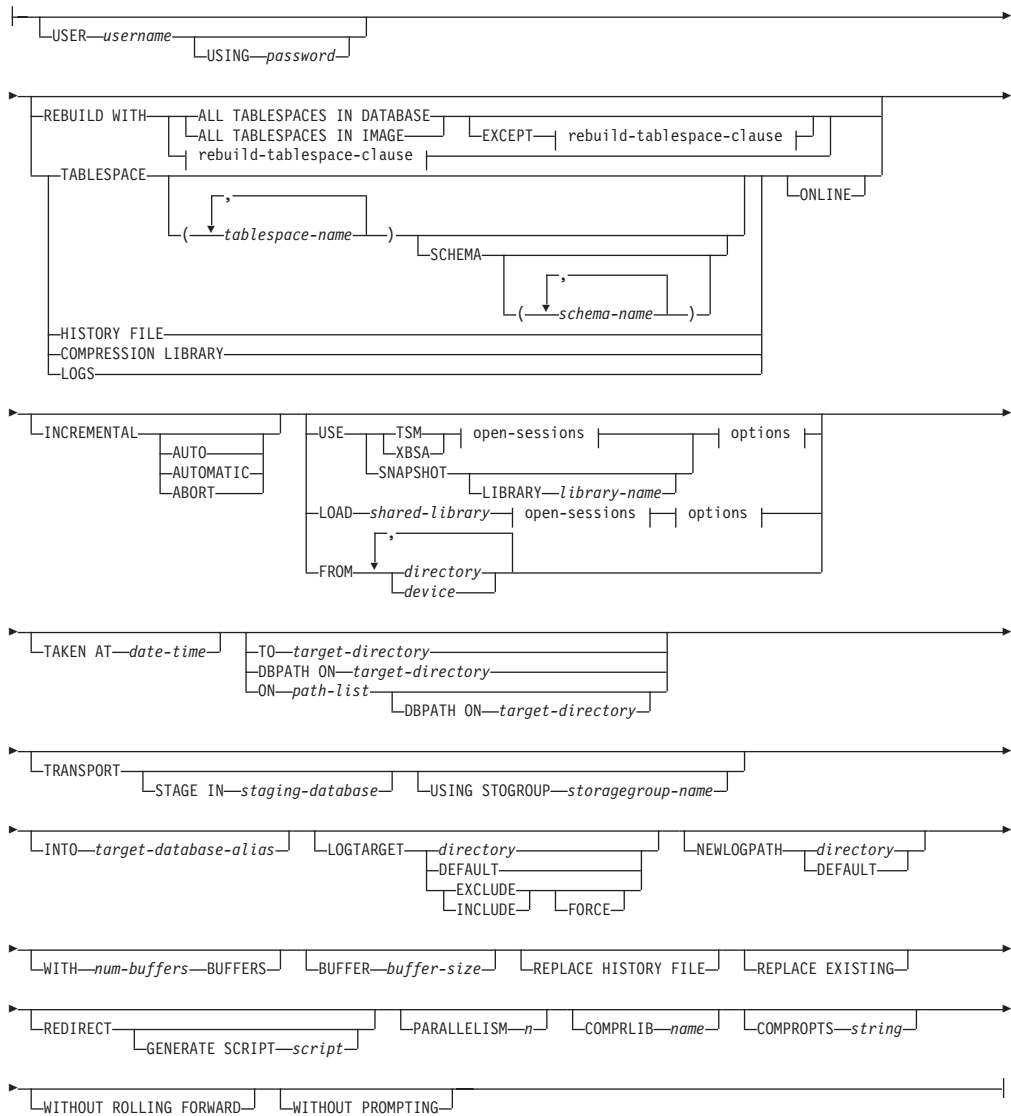 USER username
USING password
REBUILD WITH ALL TABLESPACES IN DATABASE
ALL TABLESPACES IN IMAGE EXCEPT rebuild-tablespace-clause
rebuild-tablespace-clause
TABLESPACE
ONLINE
,
( tablespace-name )
SCHEMA
,
( schema-name )
HISTORY FILE
COMPRESSION LIBRARY
LOGS
INCREMENTAL
AUTO
AUTOMATIC
ABORT
USE TSM open-sessions options
XBSA
SNAPSHOT
LIBRARY library-name
LOAD shared-library open-sessions options
,
FROM directory
device
TAKEN AT date-time
TO target-directory
DBPATH ON target-directory
ON path-list
DBPATH ON target-directory
TRANSPORT
STAGE IN staging-database USING STOGROUP storagegroup-name
INTO target-database-alias LOGTARGET directory NEWLOGPATH directory
DEFAULT DEFAULT
EXCLUDE
INCLUDE FORCE
WITH num-buffers BUFFERS BUFFER buffer-size REPLACE HISTORY FILE REPLACE EXISTING
REDIRECT PARALLELISM n COMPRLIB name COMPROPTS string
GENERATE SCRIPT script
WITHOUT ROLLING FORWARD WITHOUT PROMPTING